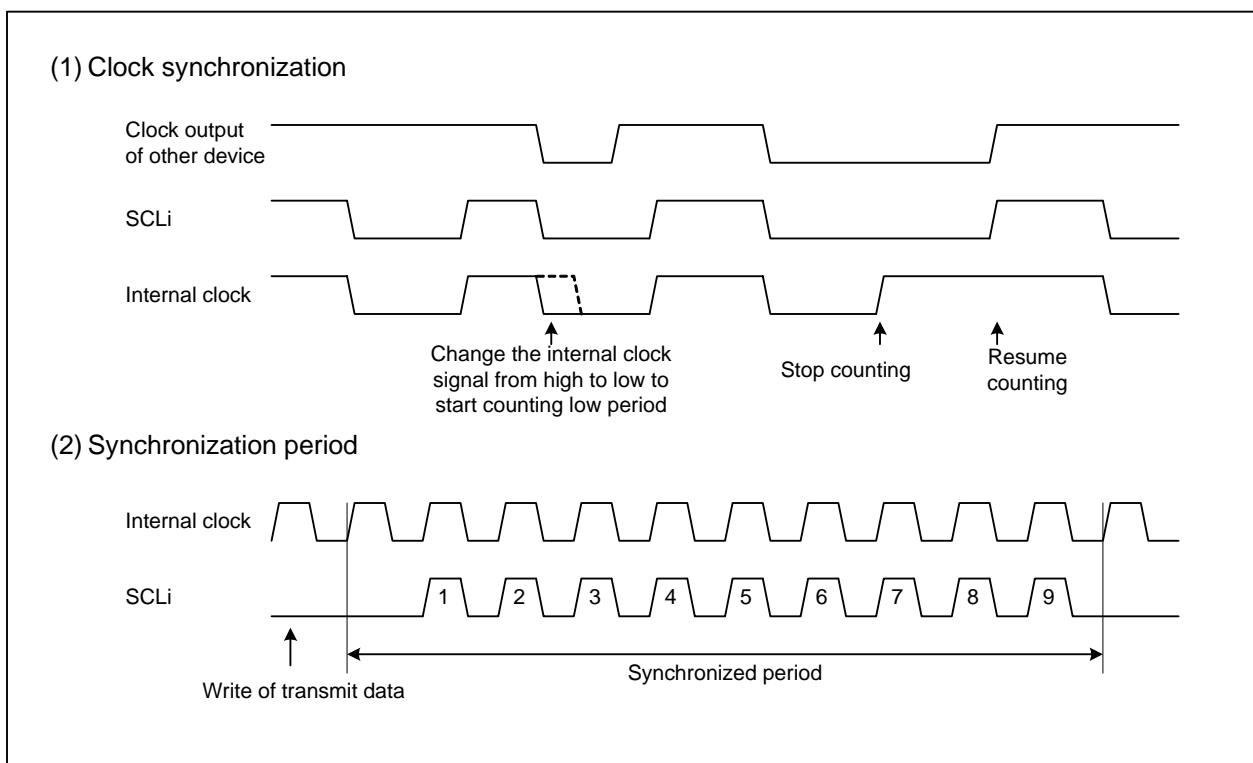 (1) Clock synchronization
Clock output
of other device
SCLi
Internal clock
Change the internal clock
signal from high to low to
start counting low period
Stop counting
Resume
counting
(2) Synchronization period
Internal clock
SCLi
1 2 3 4 5 6 7 8 9
Synchronized period
Write of transmit data